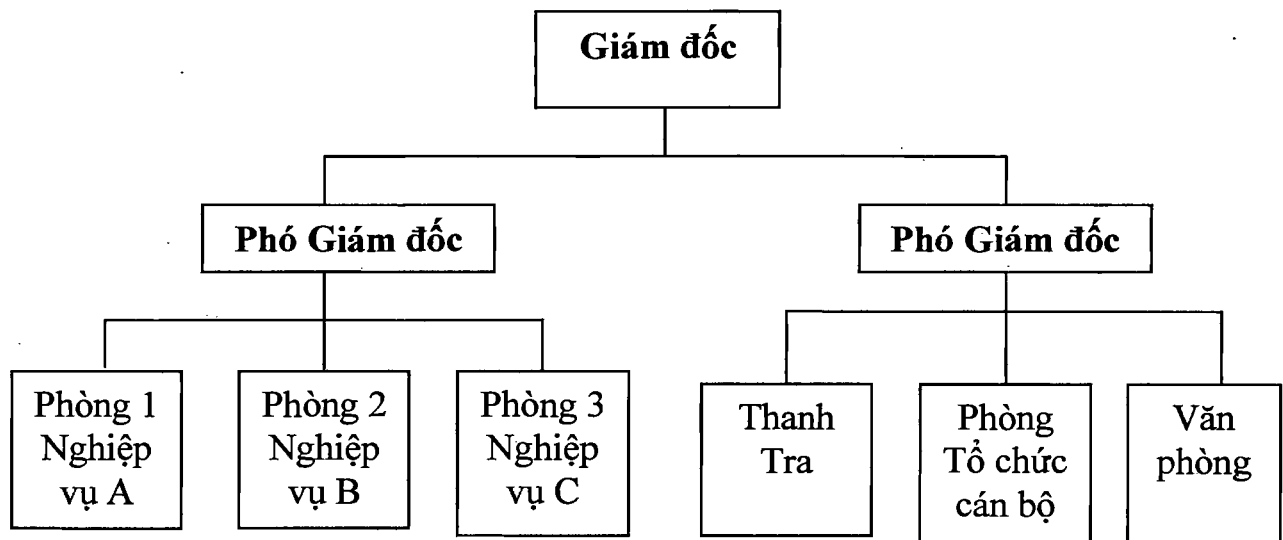 Giám đốc
Phó Giám đốc
Phó Giám đốc
Phòng 1
Nghiệp
vụ A
Phòng 2
Nghiệp
vụ B
Phòng 3
Nghiệp
vụ C
Thanh
Tra
Phòng
Tổ chức
cán bộ
Văn
phòng